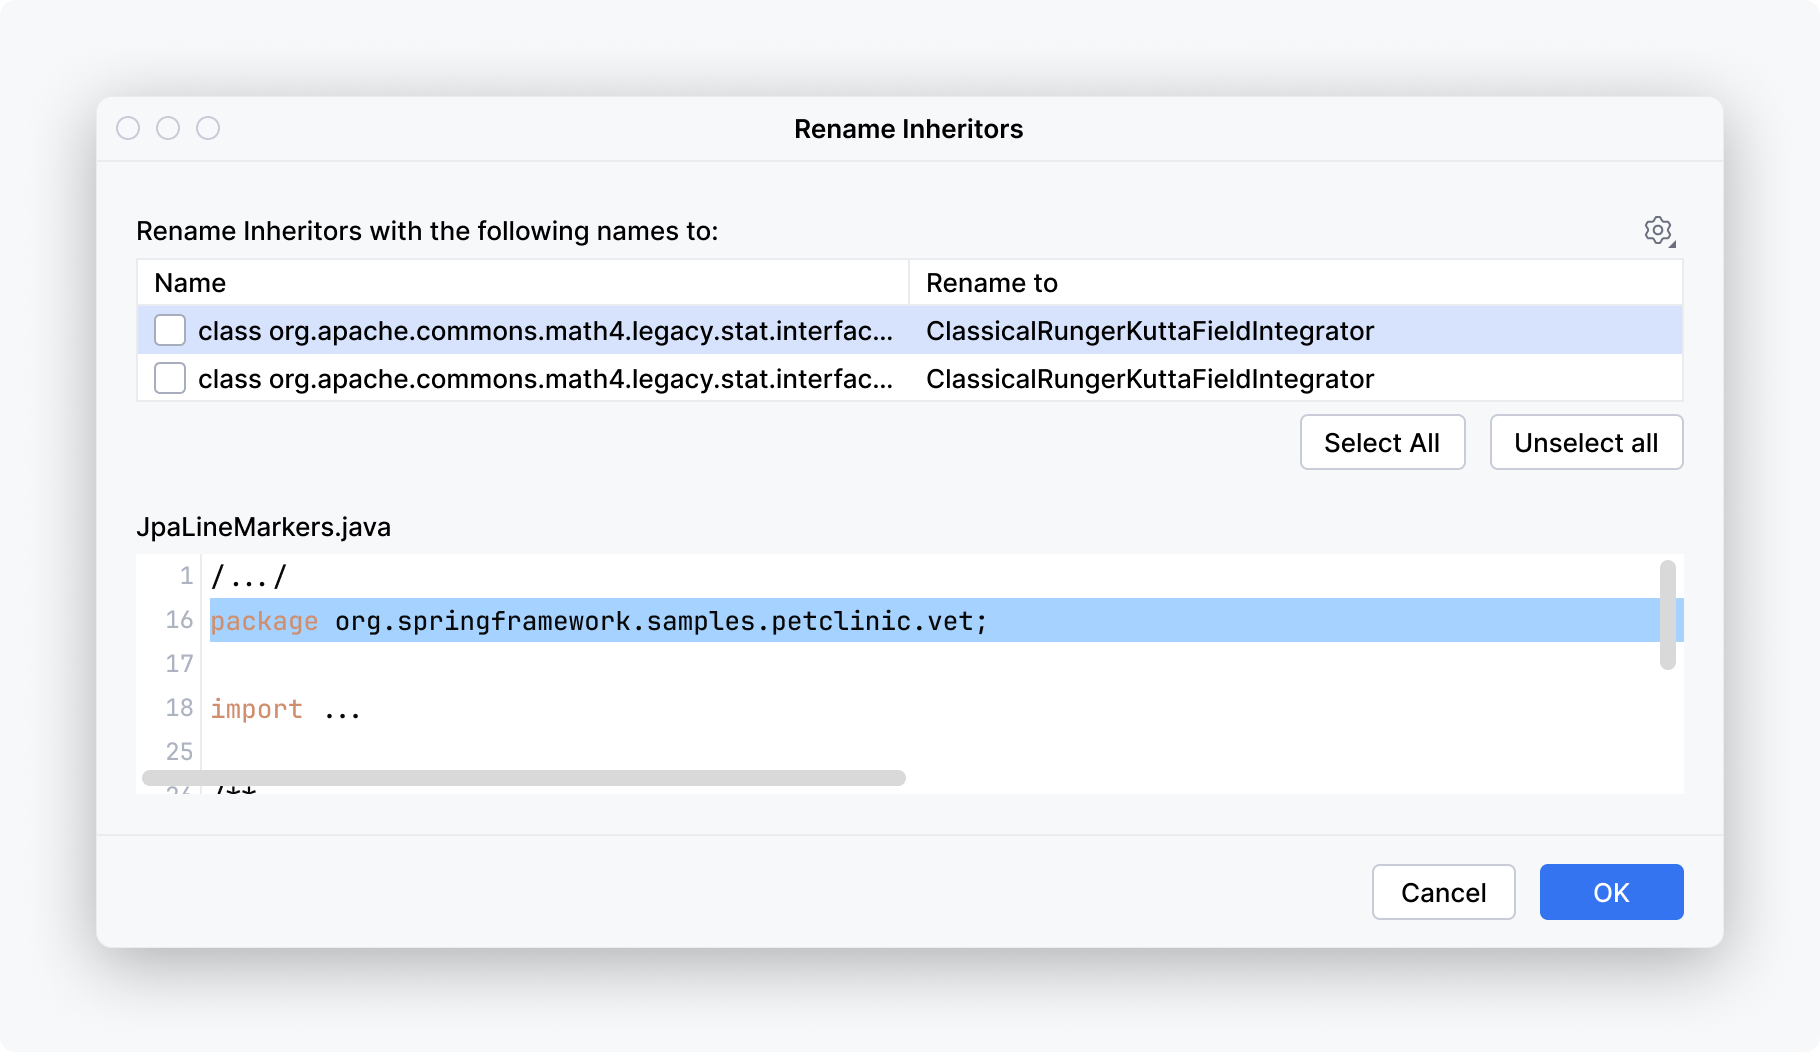 Rename Inheritors
Rename Inheritors with the following names to:
Name Rename to
class org.apache.commons.math4.legacy.stat.interfac... ClassicalRungerKuttaFieldIntegrator
class org.apache.commons.math4.legacy.stat.interfac... ClassicalRungerKuttaFieldIntegrator
Select All Unselect all
JpaLineMarkers.java
1 /.../
16 package org.springframework.samples.petclinic.vet;
17
18 import ...
25
26 /**
Cancel OK